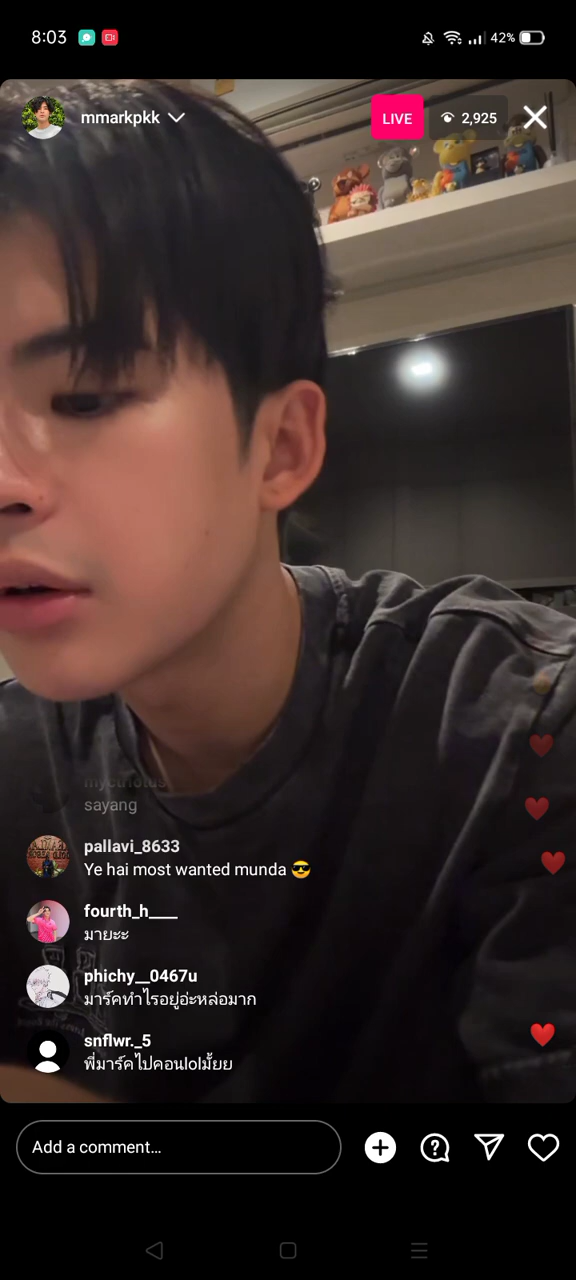 8:03
42%
mmarkpkk
LIVE
2,925
sayang
pallavi_8633
Ye hai most wanted munda 😎
fourth_h____
มายะะ
phichy__0467u
มาร์คทำไรอยู่อ่ะหล่อมาก
snflwr._5
พี่มาร์คไปคอนlolมั้ยย
Add a comment...